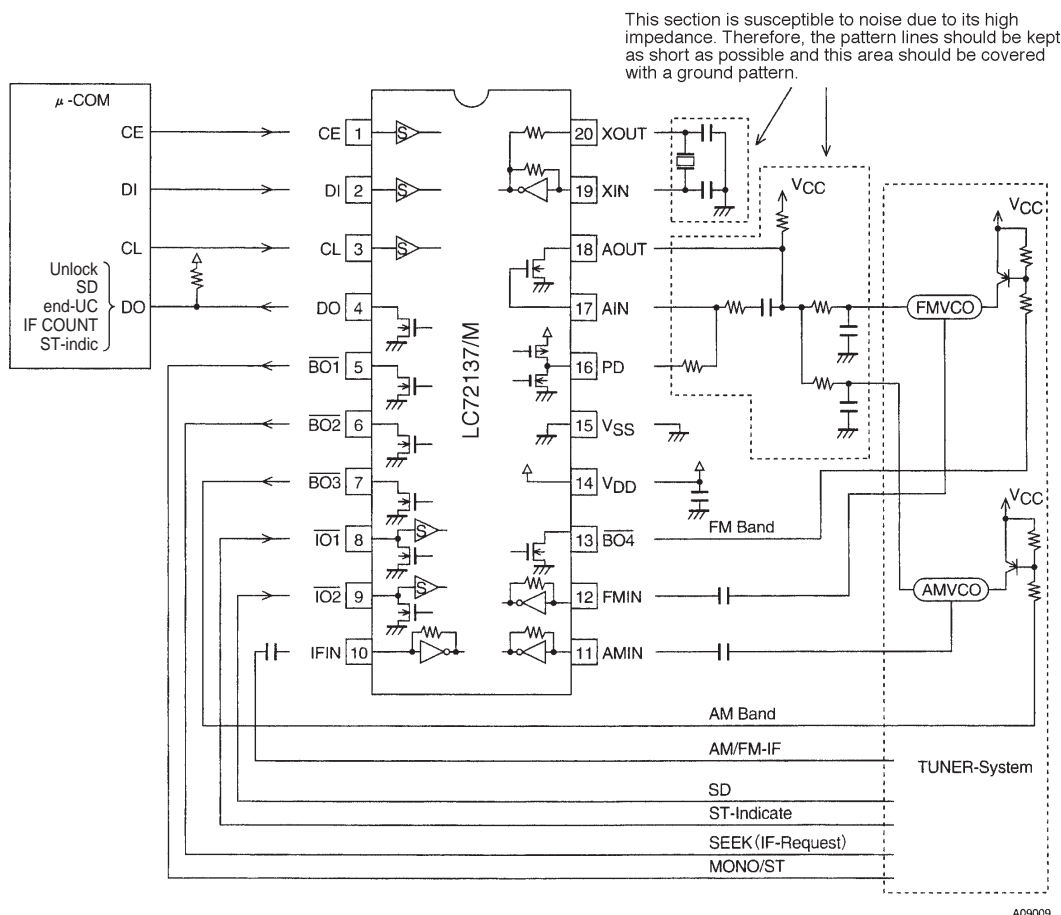 This section is susceptible to noise due to its high
impedance. Therefore, the pattern lines should be kept
as short as possible and this area should be covered
with a ground pattern.
μ-COM
CE
DI
CL
Unlock
SD
end-UC
IF COUNT
ST-indic
DO
CE 1
DI 2
CL 3
DO 4
BO1 5
BO2 6
BO3 7
IO1 8
IO2 9
IFIN 10
S
S
S
S
S
LC72137/M
20 XOUT
19 XIN
18 AOUT
17 AIN
16 PD
15 VSS
14 VDD
13 BO4
12 FMIN
11 AMIN
VCC
VCC
FMVCO
FM Band
VCC
AMVCO
AM Band
AM/FM-IF
TUNER-System
SD
ST-Indicate
SEEK (IF-Request)
MONO/ST
A09009